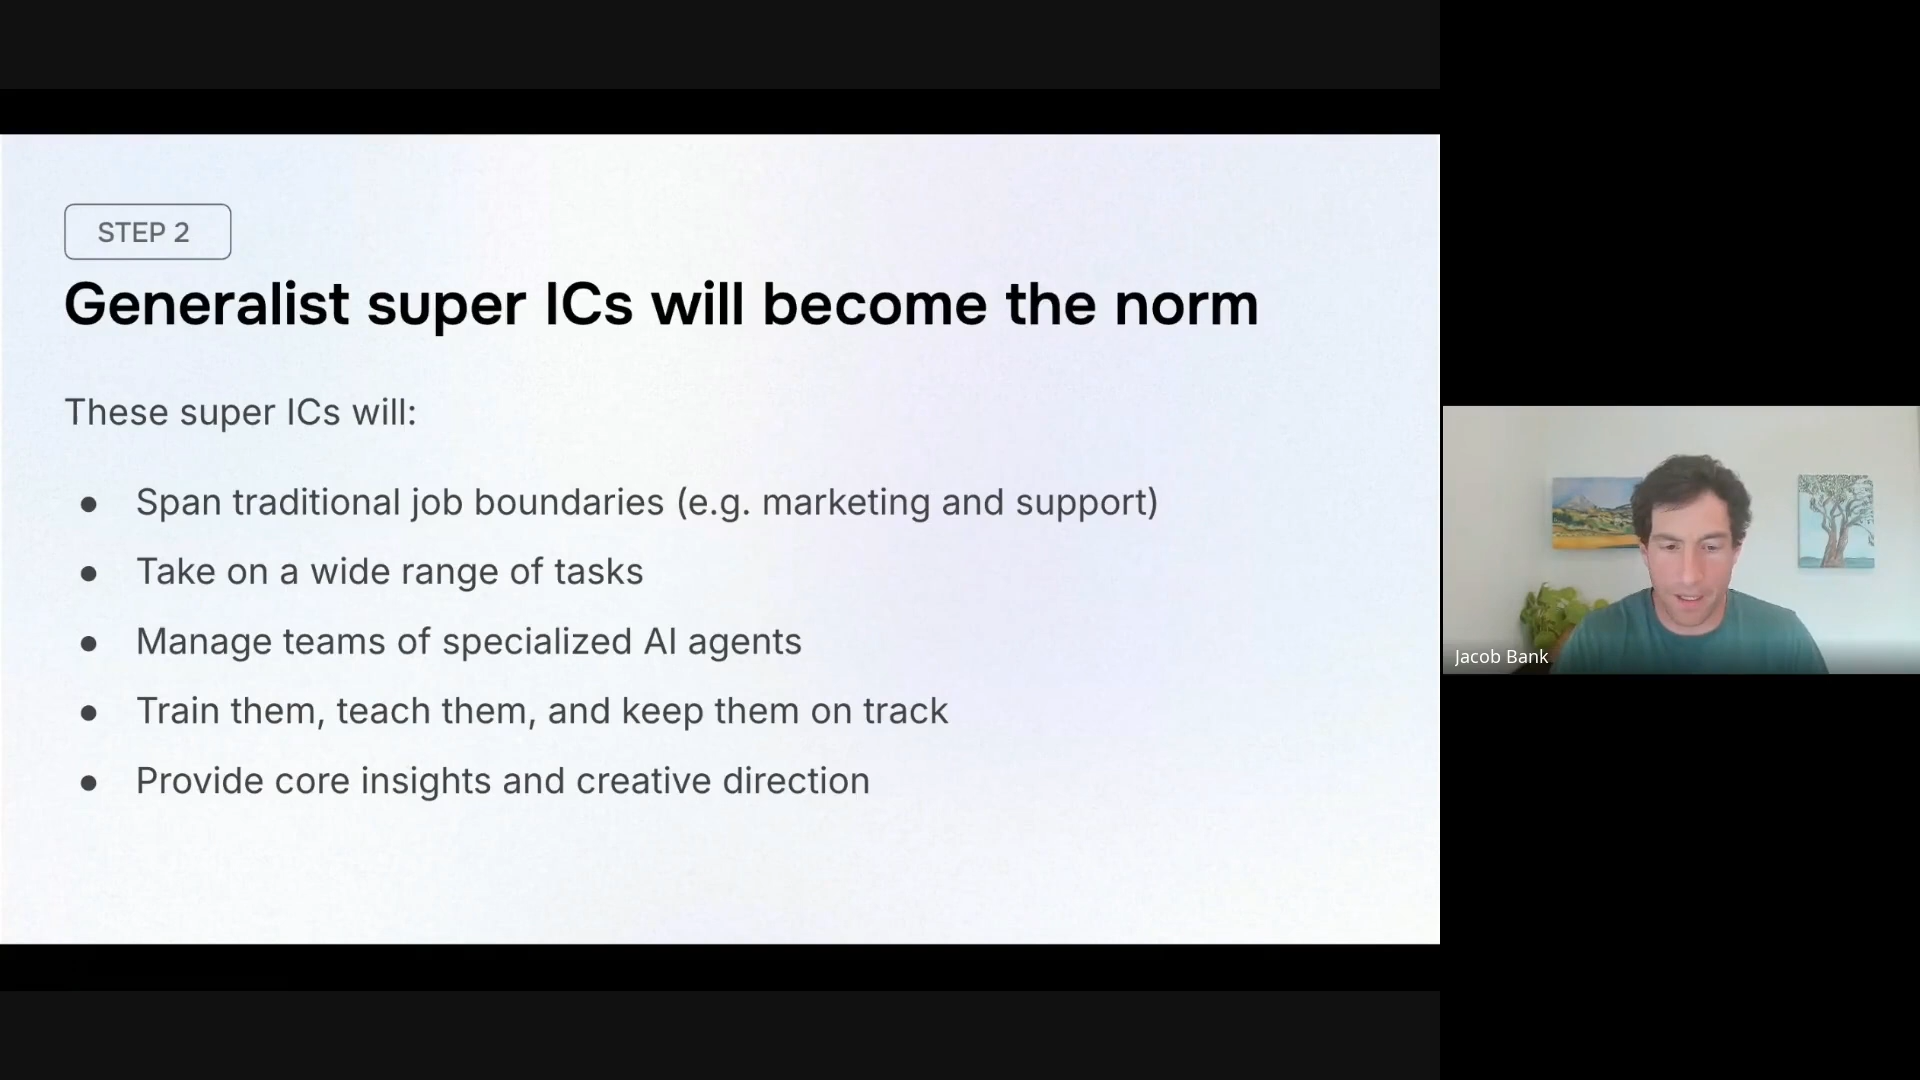 STEP 2
Generalist super ICs will become the norm
These super ICs will:
● Span traditional job boundaries (e.g. marketing and support)
● Take on a wide range of tasks
● Manage teams of specialized AI agents
● Train them, teach them, and keep them on track
● Provide core insights and creative direction
Jacob Bank